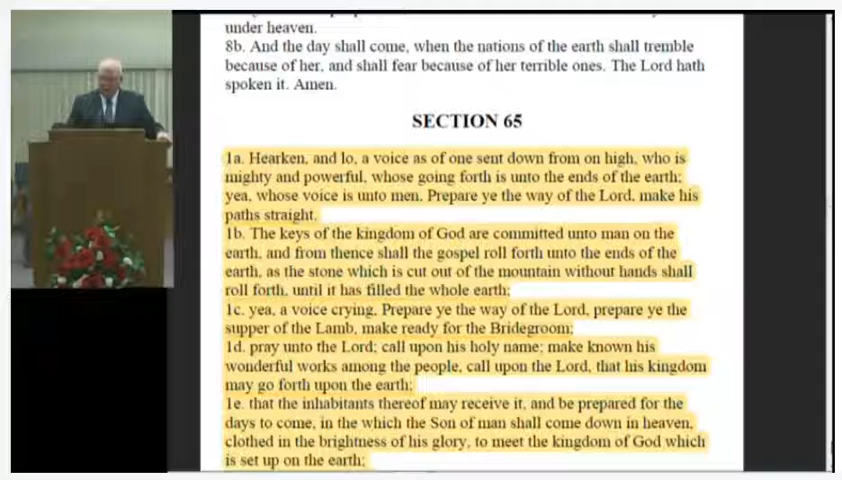 under heaven.
8b. And the day shall come, when the nations of the earth shall tremble
because of her, and shall fear because of her terrible ones. The Lord hath
spoken it. Amen.
SECTION 65
1a. Hearken, and lo, a voice as of one sent down from on high, who is
mighty and powerful, whose going forth is unto the ends of the earth;
yea, whose voice is unto men, Prepare ye the way of the Lord, make his
paths straight.
1b. The keys of the kingdom of God are committed unto man on the
earth, and from thence shall the gospel roll forth unto the ends of the
earth, as the stone which is cut out of the mountain without hands shall
roll forth, until it has filled the whole earth;
1c. yea, a voice crying, Prepare ye the way of the Lord, prepare ye the
supper of the Lamb, make ready for the Bridegroom;
1d. pray unto the Lord; call upon his holy name; make known his
wonderful works among the people, call upon the Lord, that his kingdom
may go forth upon the earth;
1e. that the inhabitants thereof may receive it, and be prepared for the
days to come, in the which the Son of man shall come down in heaven,
clothed in the brightness of his glory, to meet the kingdom of God which
is set up on the earth;